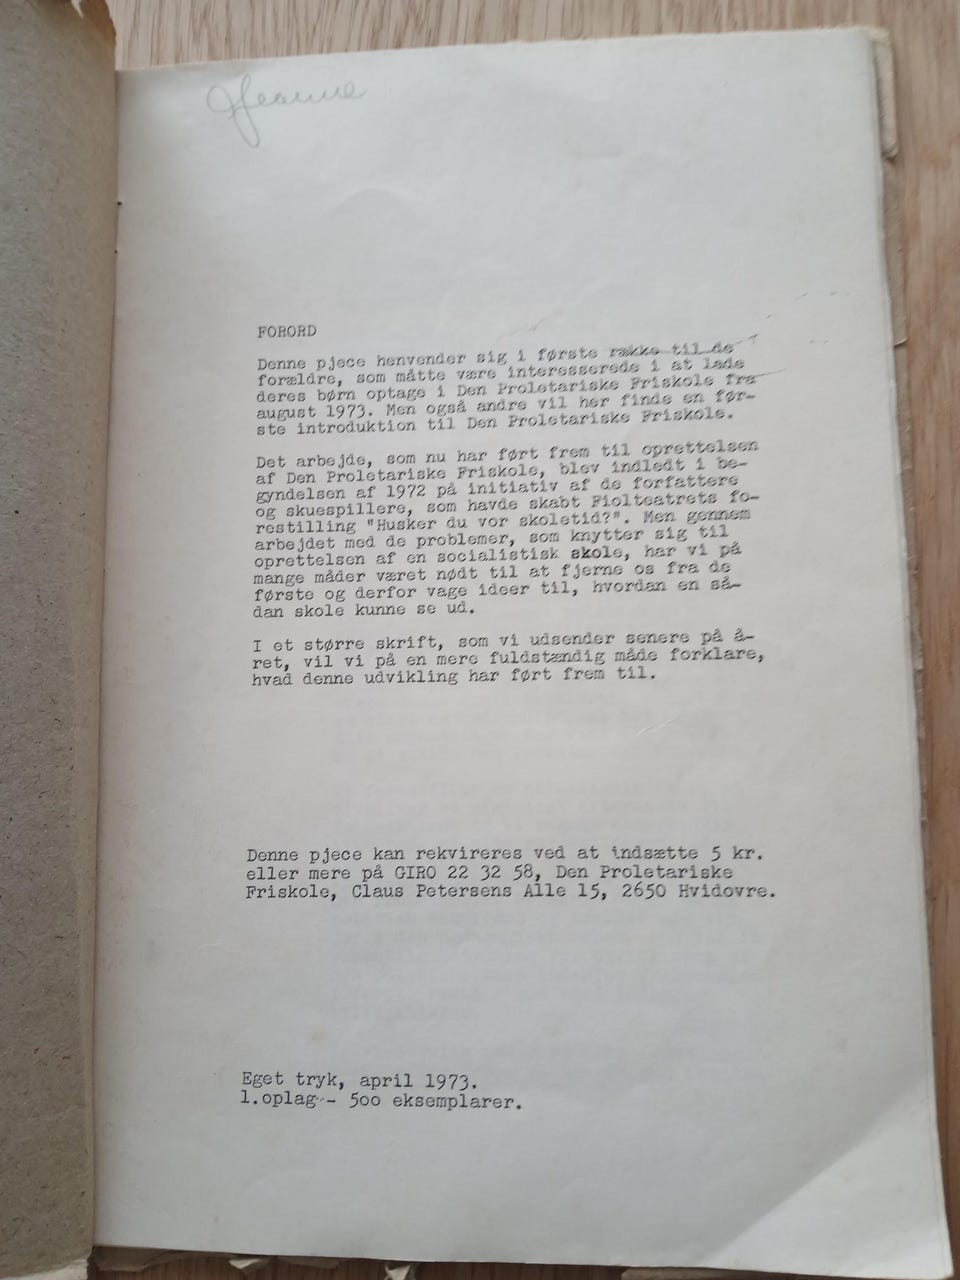 Jeanne
FORORD
Denne pjece henvender sig i første række til de
forældre, som måtte være interesserede i at lade
deres børn optage i Den Proletariske Friskole fra
august 1973. Men også andre vil her finde en før-
ste introduktion til Den Proletariske Friskole.
Det arbejde, som nu har ført frem til oprettelsen
af Den Proletariske Friskole, blev indledt i be-
gyndelsen af 1972 på initiativ af de forfattere
og skuespillere, som havde skabt Fiolteatrets fo-
restilling "Husker du vor skoletid?". Men gennem
arbejdet med de problemer, som knytter sig til
oprettelsen af en socialistisk skole, har vi på
mange måder været nødt til at fjerne os fra de
første og derfor vage ideer til, hvordan en så-
dan skole kunne se ud.
I et større skrift, som vi udsender senere på å-
ret, vil vi på en mere fuldstændig måde forklare,
hvad denne udvikling har ført frem til.
Denne pjece kan rekvireres ved at indsætte 5 kr.
eller mere på GIRO 22 32 58, Den Proletariske
Friskole, Claus Petersens Alle 15, 2650 Hvidovre.
Eget tryk, april 1973.
1.oplag - 500 eksemplarer.